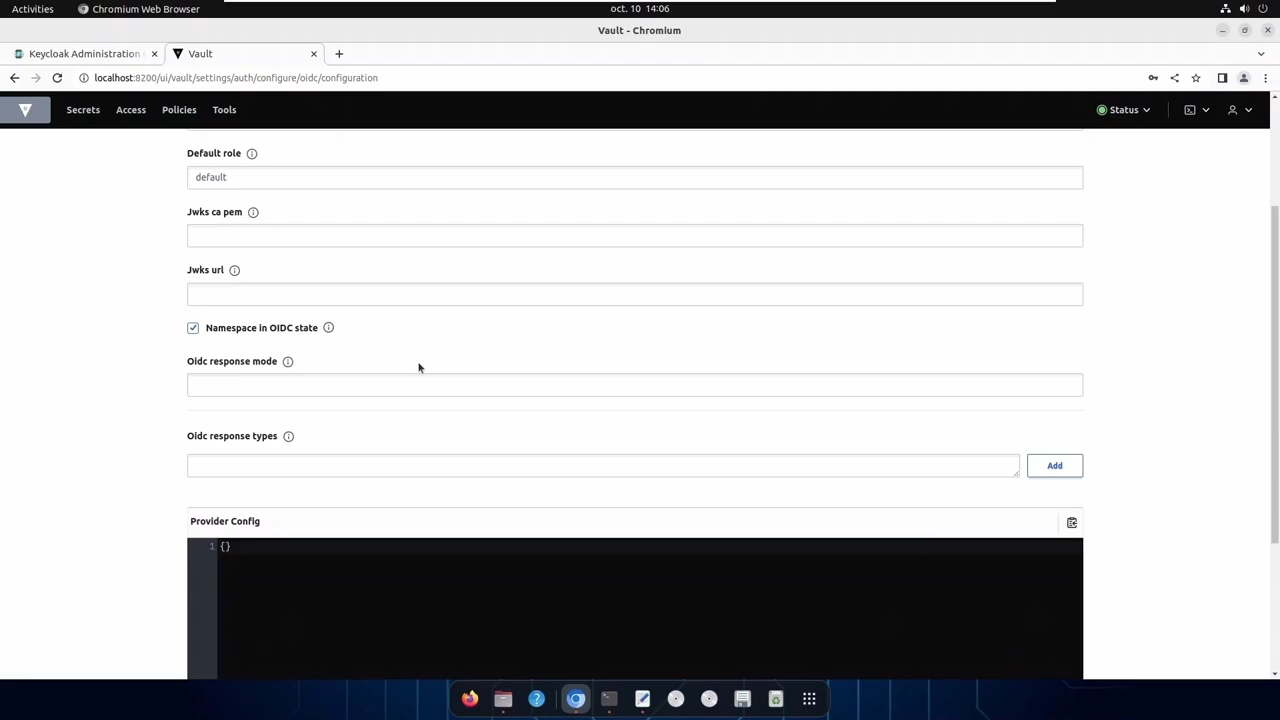 Activities
Chromium Web Browser
oct. 10 14:06
Vault - Chromium
Keycloak Administration
Vault
localhost:8200/ui/vault/settings/auth/configure/oidc/configuration
Secrets
Access
Policies
Tools
Status
Default role
default
Jwks ca pem
Jwks url
Namespace in OIDC state
Oidc response mode
Oidc response types
Add
Provider Config
1 {}